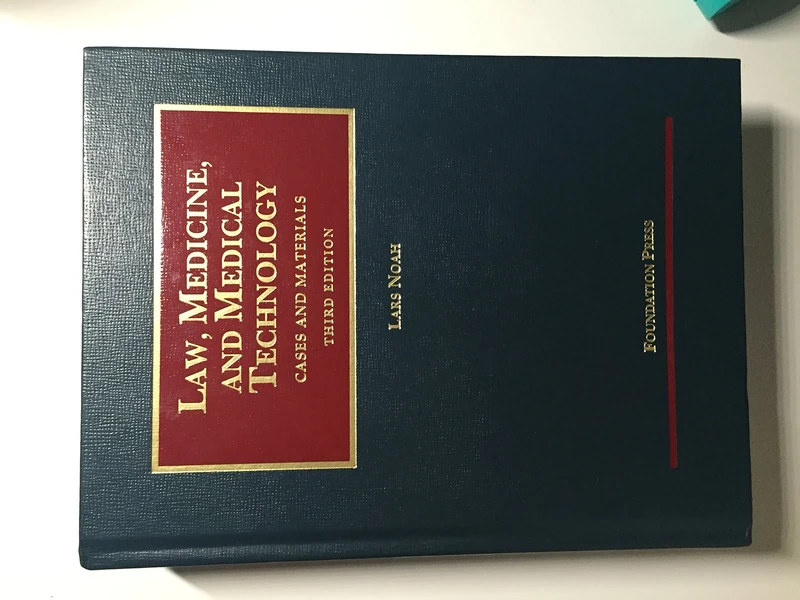 LAW, MEDICINE,
AND MEDICAL
TECHNOLOGY
CASES AND MATERIALS
THIRD EDITION
LARS NOAH
FOUNDATION PRESS